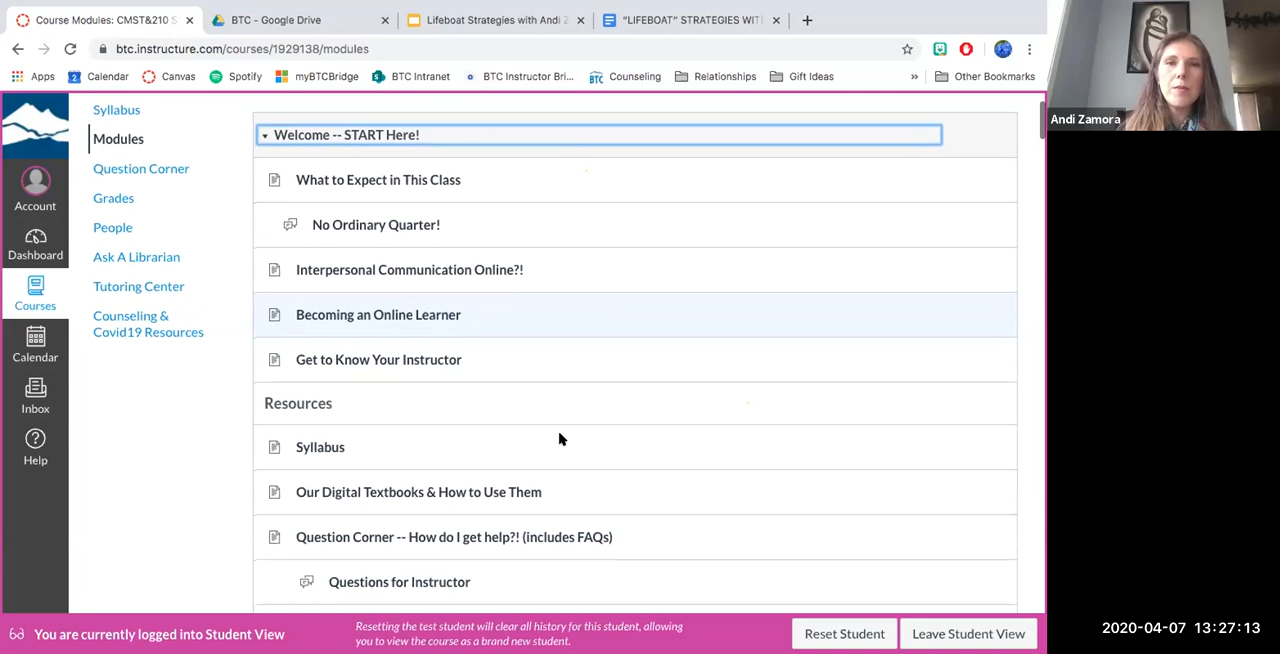 Course Modules: CMST&210 S
BTC - Google Drive
Lifeboat Strategies with Andi Z
"LIFEBOAT" STRATEGIES WIT
btc.instructure.com/courses/1929138/modules
Apps
Calendar
Canvas
Spotify
myBTCBridge
BTC Intranet
BTC Instructor Bri...
BTC
Counseling
Relationships
Gift Ideas
»
Other Bookmarks
Andi Zamora
Account
Dashboard
Courses
Calendar
Inbox
Help
Syllabus
Modules
Question Corner
Grades
People
Ask A Librarian
Tutoring Center
Counseling &
Covid19 Resources
Welcome -- START Here!
What to Expect in This Class
No Ordinary Quarter!
Interpersonal Communication Online?!
Becoming an Online Learner
Get to Know Your Instructor
Resources
Syllabus
Our Digital Textbooks & How to Use Them
Question Corner -- How do I get help?! (includes FAQs)
Questions for Instructor
You are currently logged into Student View
Resetting the test student will clear all history for this student, allowing
you to view the course as a brand new student.
Reset Student
Leave Student View
2020-04-07 13:27:13